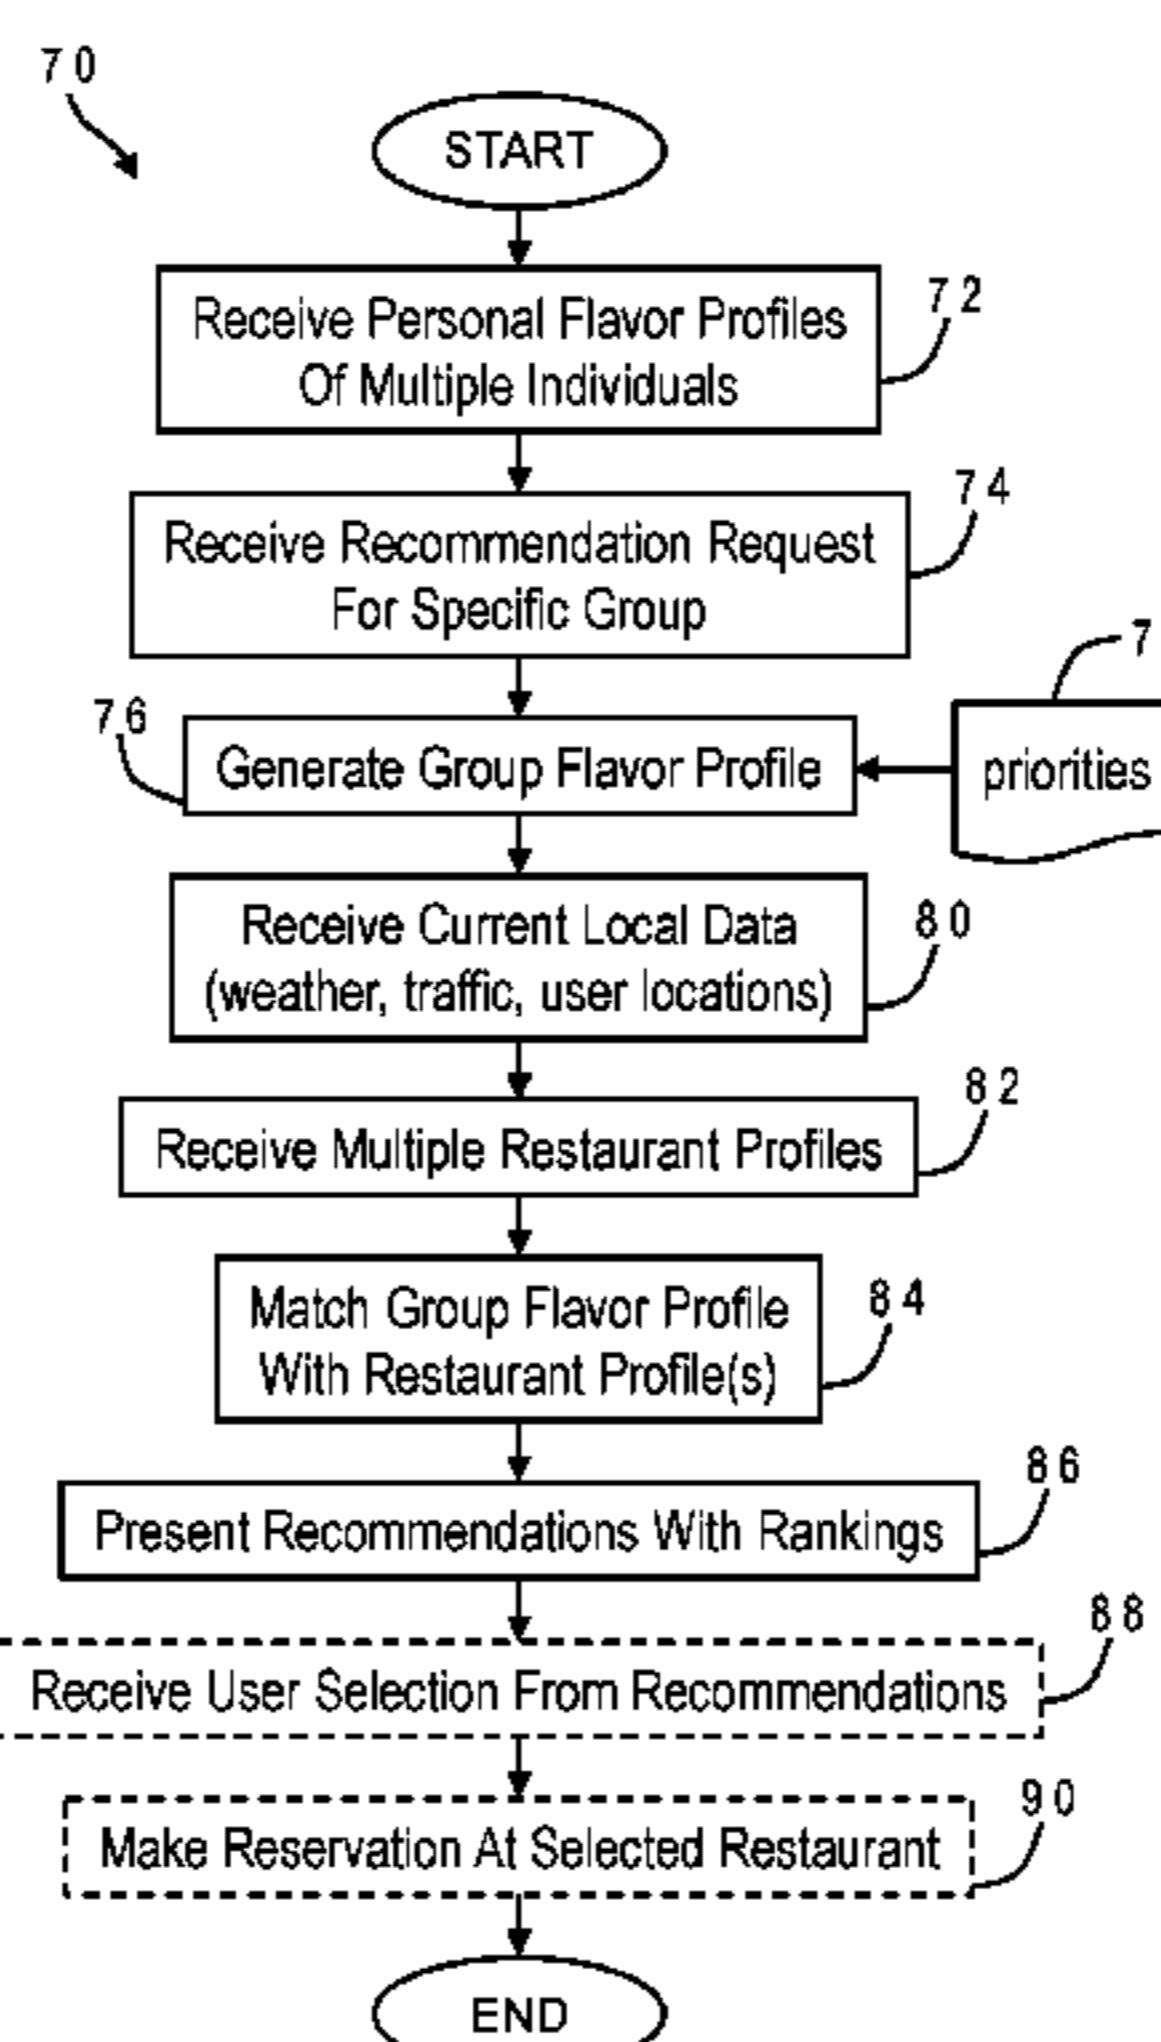 70
START
Receive Personal Flavor Profiles
Of Multiple Individuals
72
Receive Recommendation Request
For Specific Group
74
7
76
Generate Group Flavor Profile
priorities
Receive Current Local Data
(weather, traffic, user locations)
80
Receive Multiple Restaurant Profiles
82
Match Group Flavor Profile
With Restaurant Profile(s)
84
Present Recommendations With Rankings
86
Receive User Selection From Recommendations
88
Make Reservation At Selected Restaurant
90
END